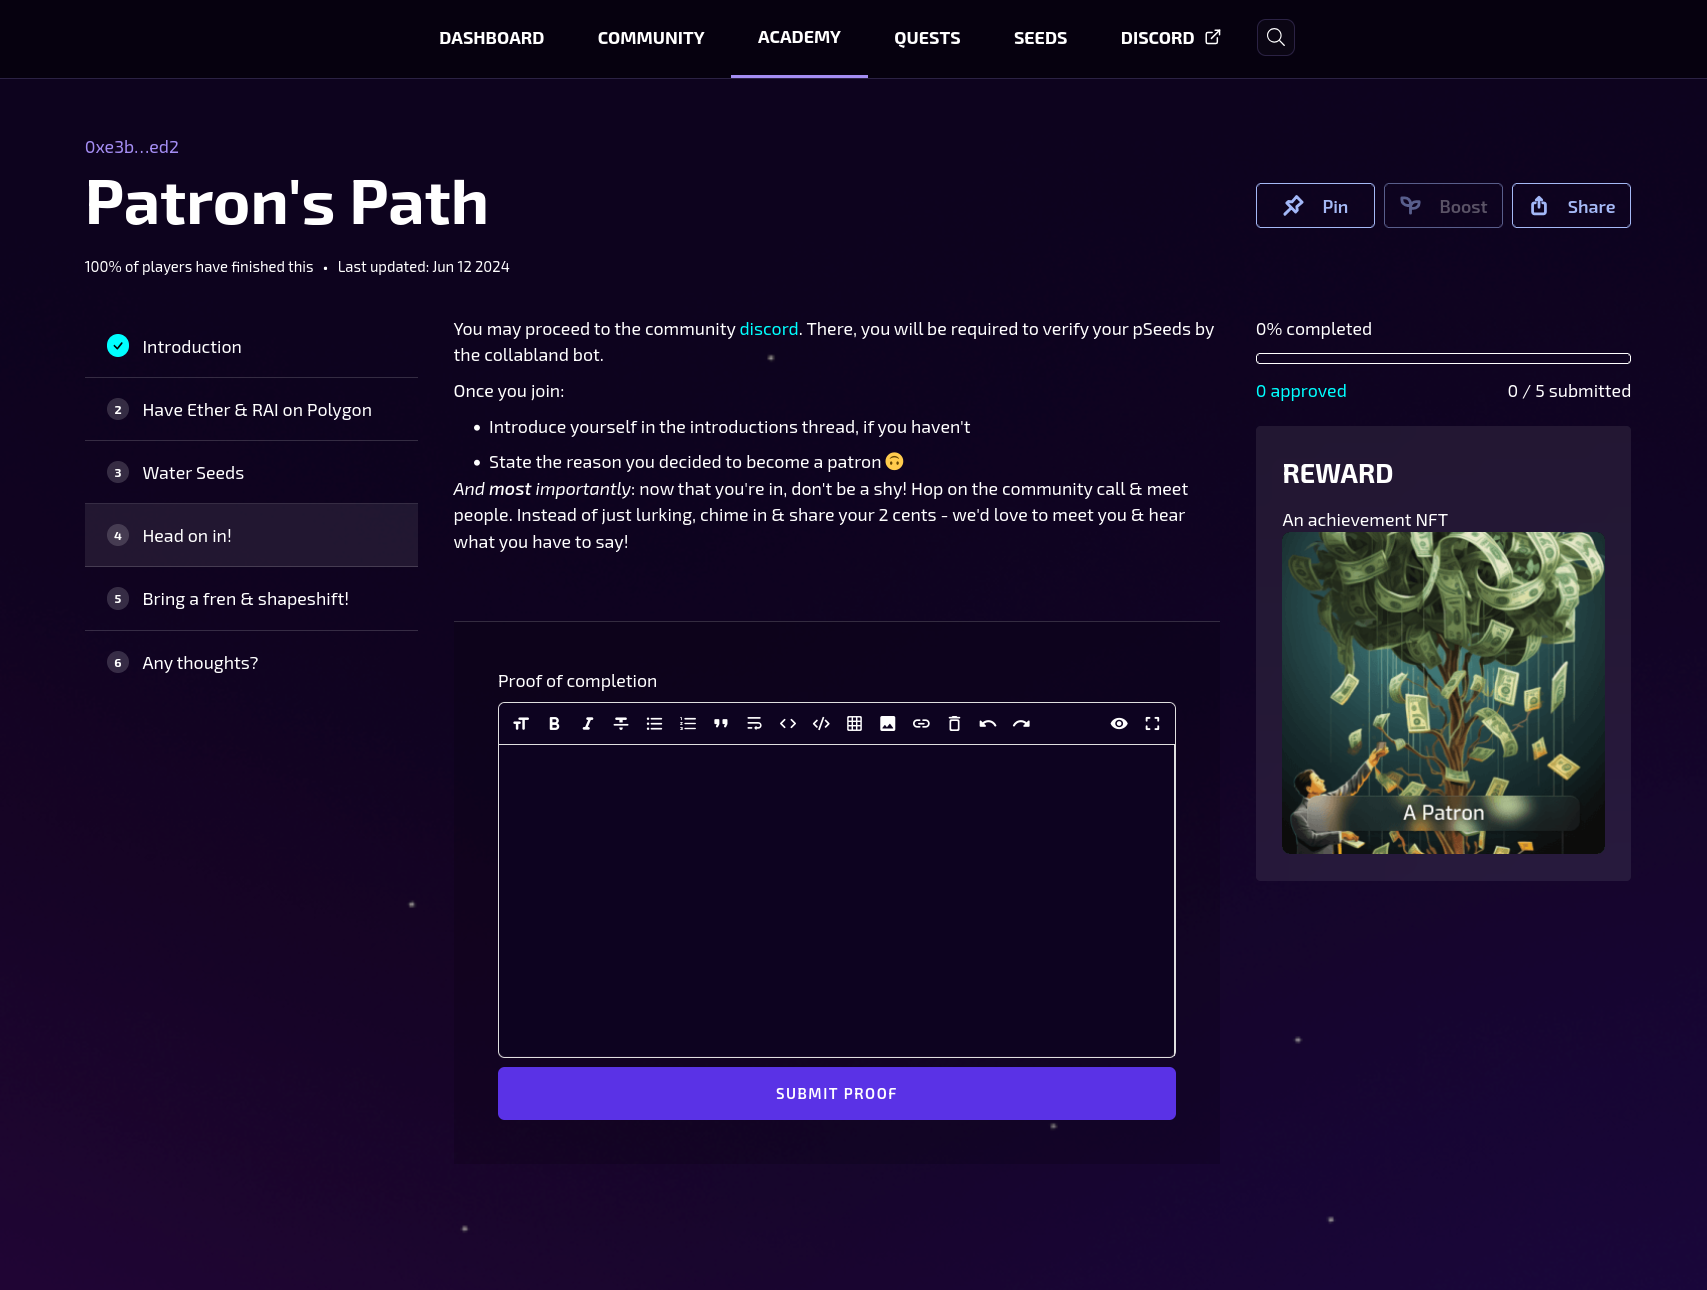 DASHBOARD COMMUNITY ACADEMY QUESTS SEEDS DISCORD
0xe3b...ed2
Patron's Path
Pin Boost Share
100% of players have finished this • Last updated: Jun 12 2024
Introduction
2 Have Ether & RAI on Polygon
3 Water Seeds
4 Head on in!
5 Bring a fren & shapeshift!
6 Any thoughts?
You may proceed to the community discord. There, you will be required to verify your pSeeds by
the collabland bot.
Once you join:
• Introduce yourself in the introductions thread, if you haven't
• State the reason you decided to become a patron 🙃
And most importantly: now that you're in, don't be a shy! Hop on the community call & meet
people. Instead of just lurking, chime in & share your 2 cents - we'd love to meet you & hear
what you have to say!
Proof of completion
SUBMIT PROOF
0% completed
0 approved 0 / 5 submitted
REWARD
An achievement NFT
A Patron